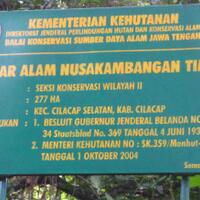 KEMENTERIAN KEHUTANAN
DIREKTORAT JENDERAL PERLINDUNGAN HUTAN DAN KONSERVASI ALAM
BALAI KONSERVASI SUMBER DAYA ALAM JAWA TENGAH
AR ALAM NUSAKAMBANGAN TI
: SEKSI KONSERVASI WILAYAH II
: 277 HA
: KEC. CILACAP SELATAN, KAB. CILACAP
UKAN : 1. BESLUIT GUBERNUR JENDERAL BELANDA NO
34 Staatsblad No. 369 TANGGAL 4 JUNI 193
2. MENTERI KEHUTANAN NO : SK.359/Menhut-
TANGGAL 1 OKTOBER 2004
Sema